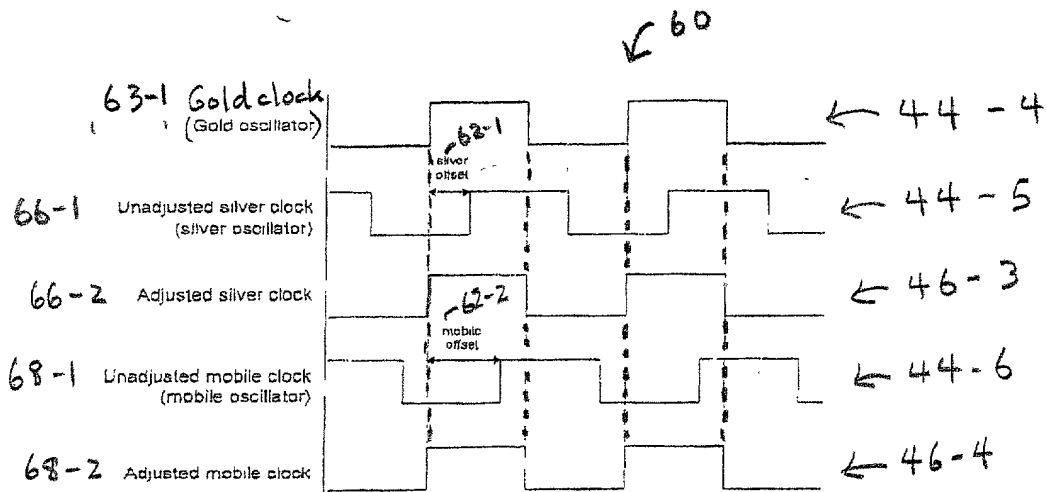 60
63-1 Gold clock
(Gold oscillator)
44-4
62-1
silver
offset
66-1 Unadjusted silver clock
(silver oscillator)
44-5
66-2 Adjusted silver clock
46-3
62-2
mobile
offset
68-1 Unadjusted mobile clock
(mobile oscillator)
44-6
68-2 Adjusted mobile clock
46-4